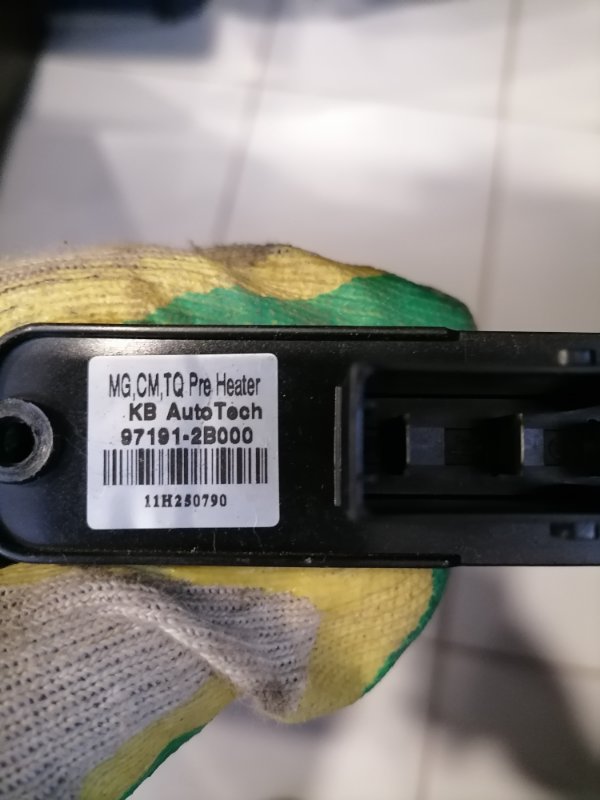 MG,CM,TQ Pre Heater
KB AutoTech
97191-2B000
11H250790